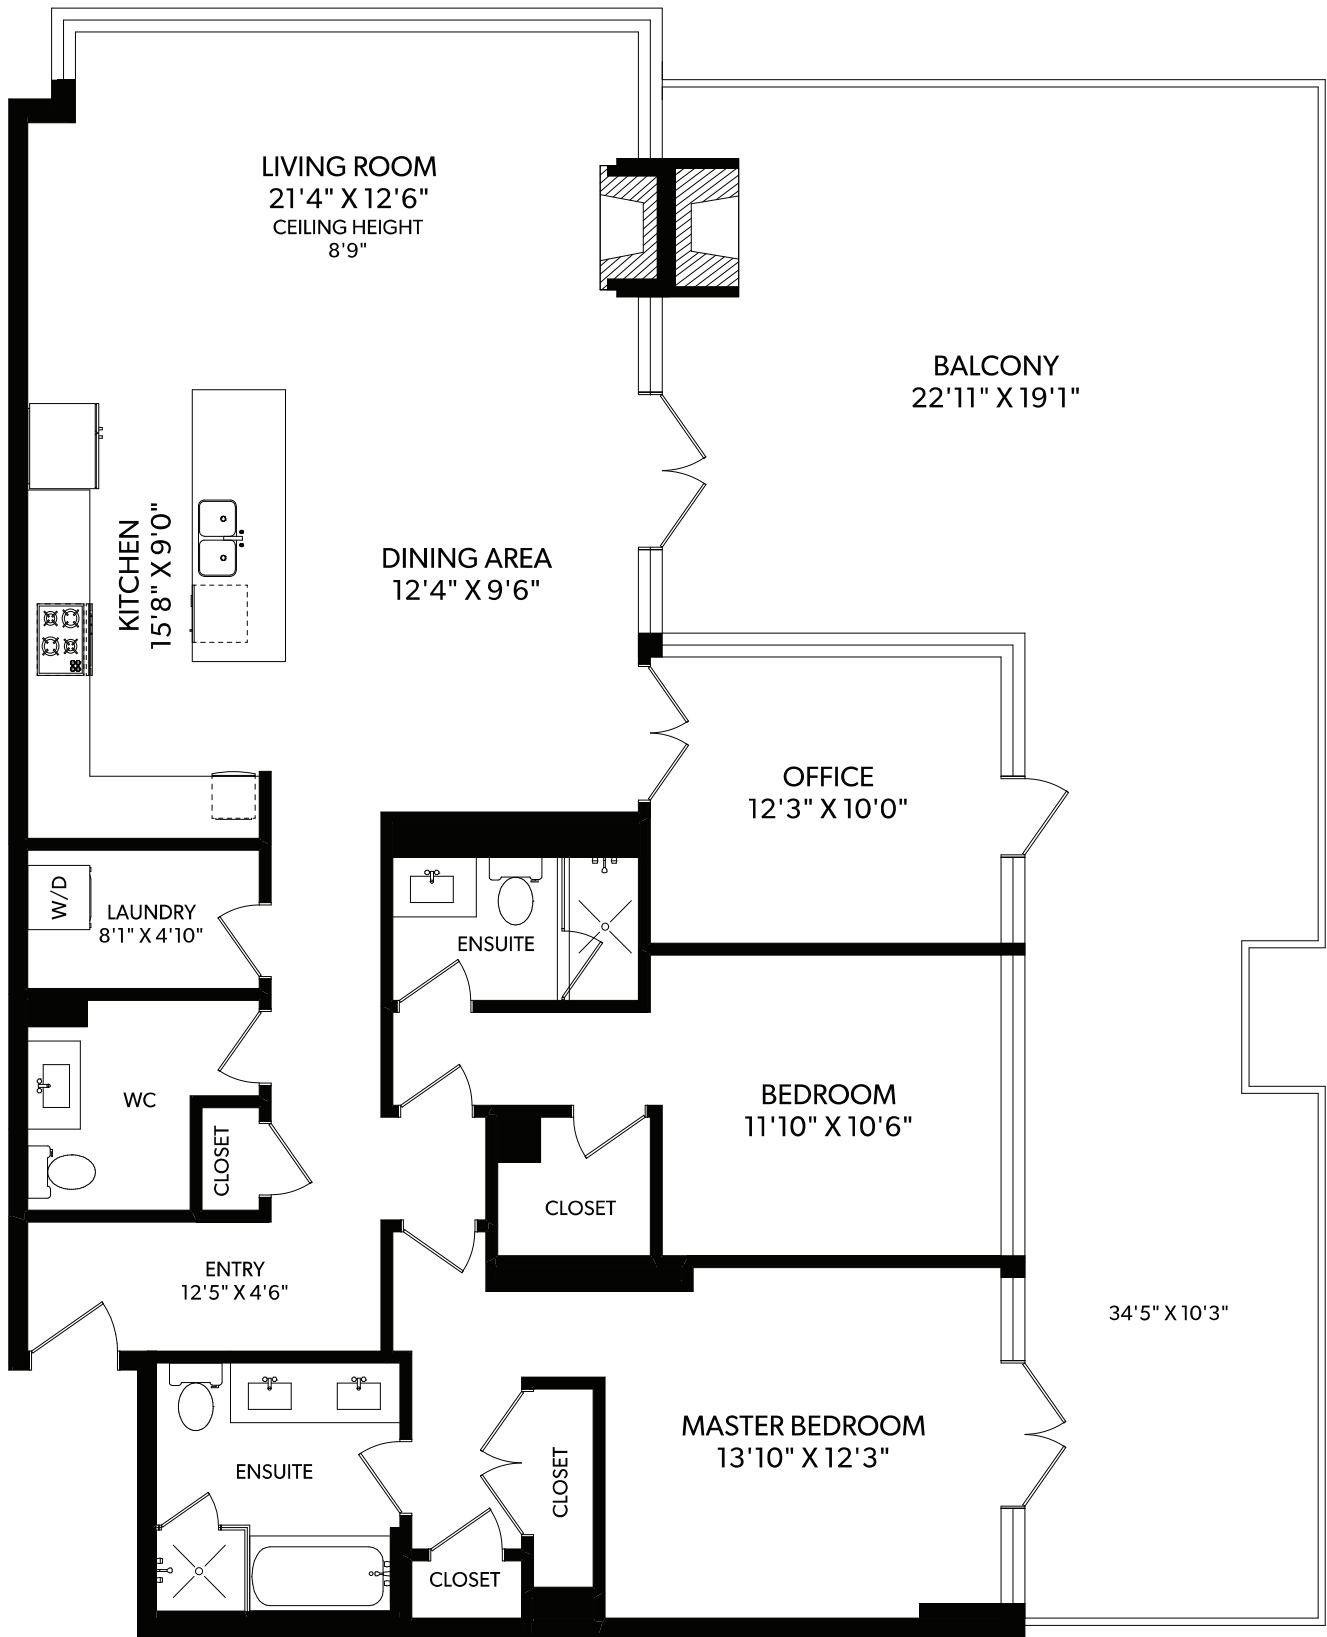 LIVING ROOM
21'4" X 12'6"
CEILING HEIGHT
8'9"
BALCONY
22'11" X 19'1"
KITCHEN
15'8" X 9'0"
DINING AREA
12'4" X 9'6"
OFFICE
12'3" X 10'0"
W/D
LAUNDRY
8'1" X 4'10"
ENSUITE
WC
CLOSET
BEDROOM
11'10" X 10'6"
CLOSET
ENTRY
12'5" X 4'6"
34'5" X 10'3"
MASTER BEDROOM
13'10" X 12'3"
ENSUITE
CLOSET
CLOSET